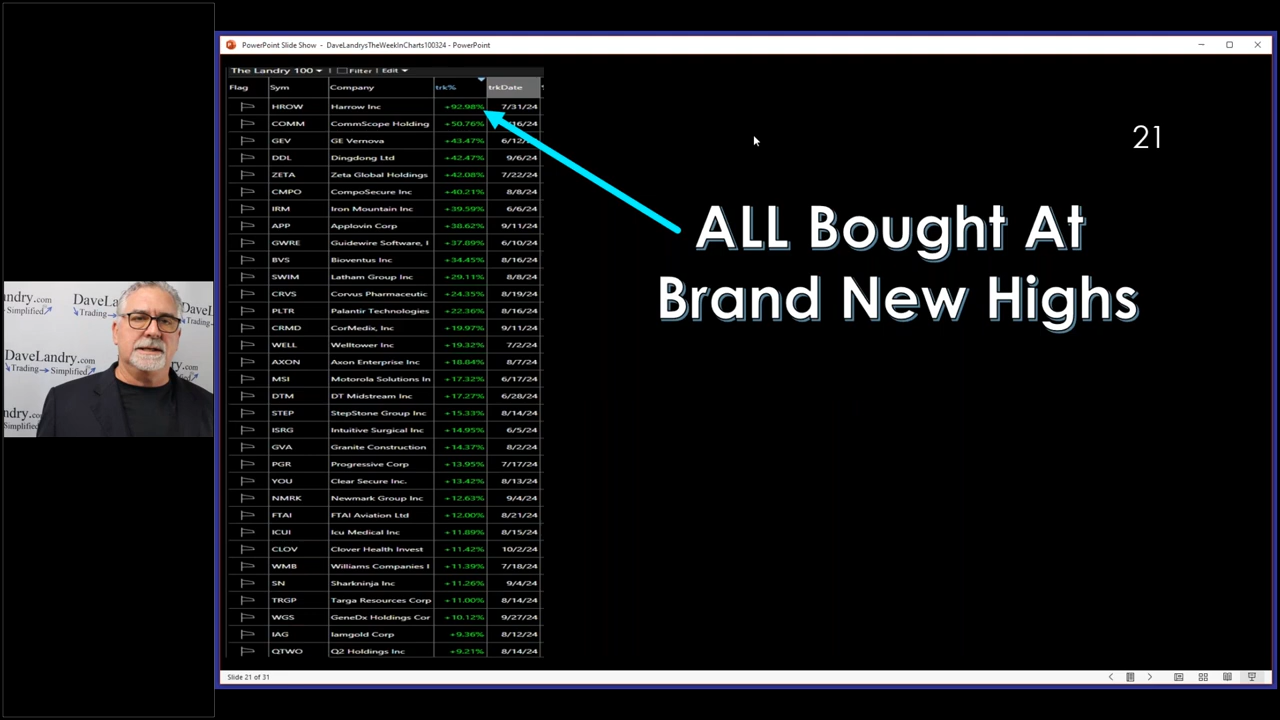 PowerPoint Slide Show - DaveLandrysTheWeekInCharts100324 - PowerPoint
The Landry 100 Filter Edit
Flag Sym Company trk% trkDate
HROW Harrow Inc +92.98% 7/31/24
COMM CommScope Holding +50.76% 16/24
GEV GE Vernova +43.47% 6/12/
DDL Dingdong Ltd +42.47% 9/6/24
ZETA Zeta Global Holdings +42.08% 7/22/24
CMPO CompoSecure Inc +40.21% 8/8/24
IRM Iron Mountain Inc +39.59% 6/6/24
APP Applovin Corp +38.62% 9/11/24
GWRE Guidewire Software, I +37.89% 6/10/24
BVS Bioventus Inc +34.45% 8/16/24
SWIM Latham Group Inc +29.11% 8/8/24
CRVS Corvus Pharmaceutic +24.35% 8/19/24
PLTR Palantir Technologies +22.36% 8/16/24
CRMD CorMedix, Inc +19.97% 9/11/24
WELL Welltower Inc +19.32% 7/2/24
AXON Axon Enterprise Inc +18.84% 8/7/24
MSI Motorola Solutions In +17.32% 6/17/24
DTM DT Midstream Inc +17.27% 6/28/24
STEP StepStone Group Inc +15.33% 8/14/24
ISRG Intuitive Surgical Inc +14.95% 6/5/24
GVA Granite Construction +14.37% 8/2/24
PGR Progressive Corp +13.95% 7/17/24
YOU Clear Secure Inc. +13.42% 8/13/24
NMRK Newmark Group Inc +12.63% 9/4/24
FTAI FTAI Aviation Ltd +12.00% 8/21/24
ICUI Icu Medical Inc +11.89% 8/15/24
CLOV Clover Health Invest +11.42% 10/2/24
WMB Williams Companies I +11.39% 7/18/24
SN Sharkninja Inc +11.26% 9/4/24
TRGP Targa Resources Corp +11.00% 8/14/24
WGS GeneDx Holdings Cor +10.12% 9/27/24
IAG Iamgold Corp +9.36% 8/12/24
QTWO Q2 Holdings Inc +9.21% 8/14/24
21
ALL Bought At
Brand New Highs
ndry.com
Simplified
DaveLandry.com
Trading
DaveL
DaveLandry.com
Trading Simplified
Slide 21 of 31